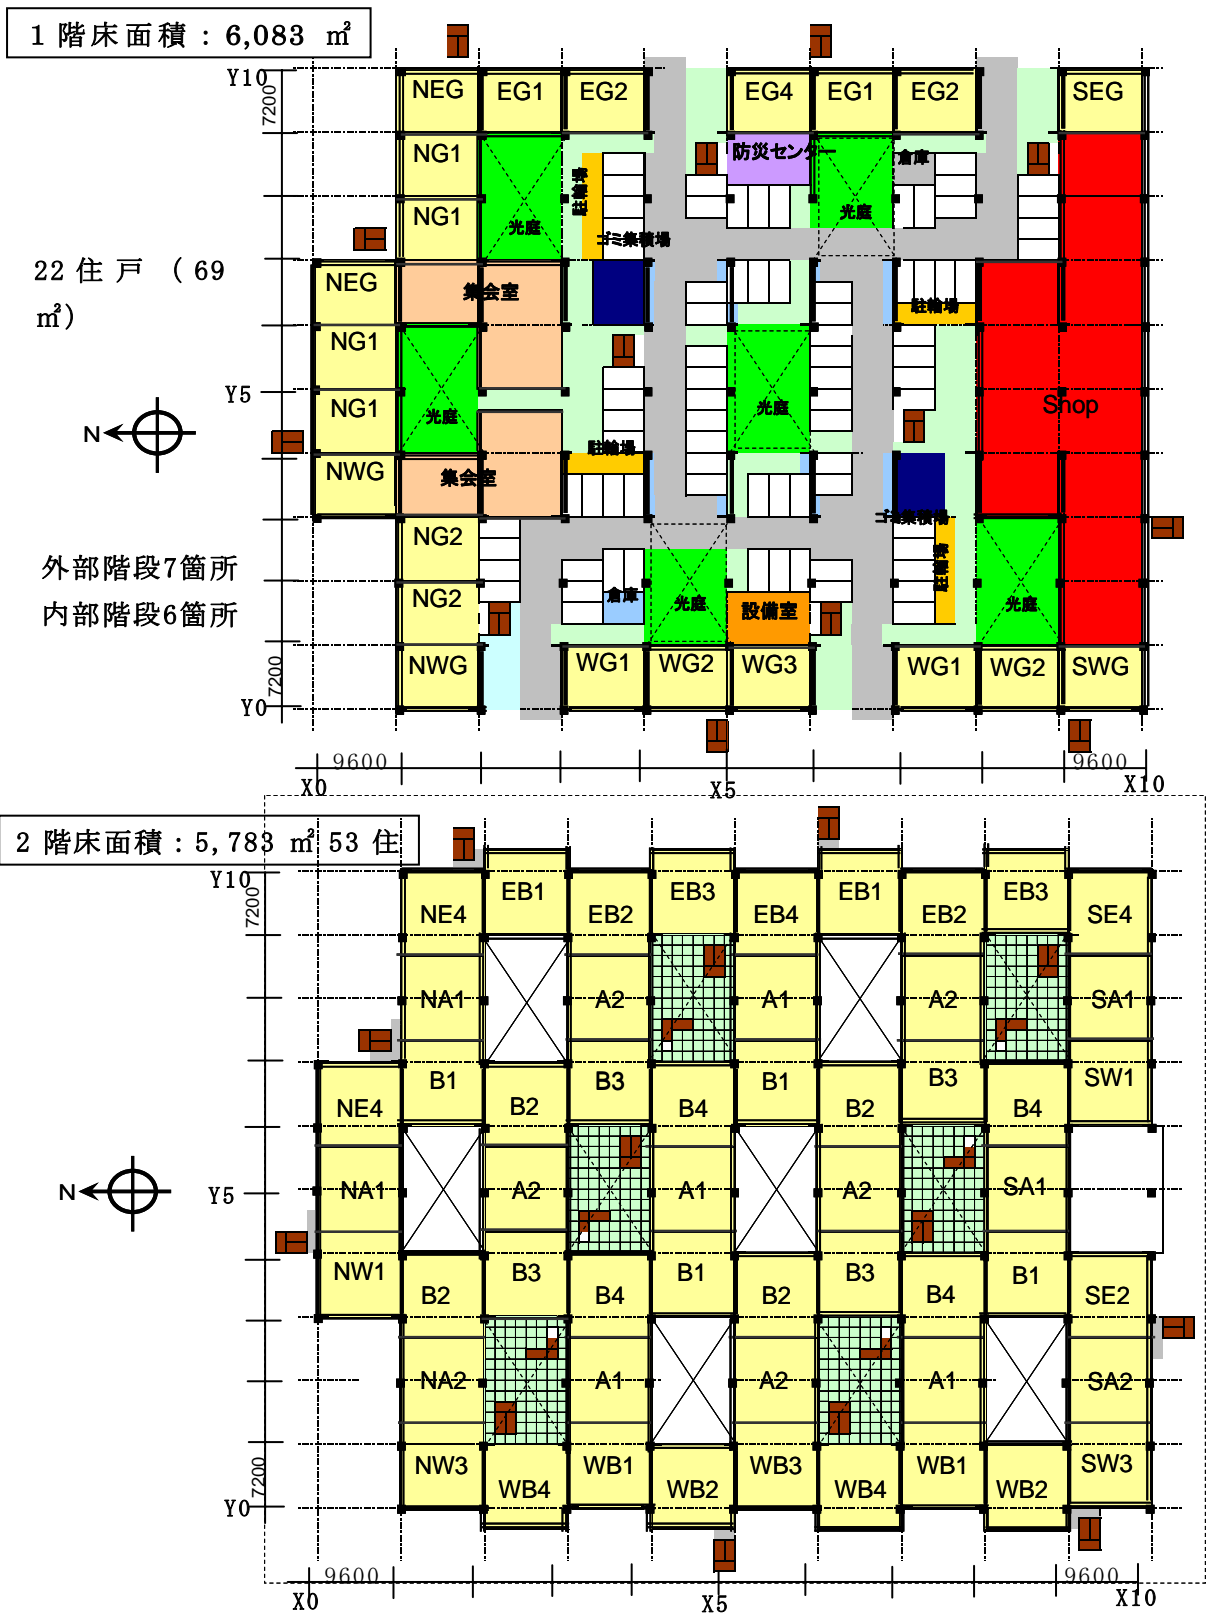 1 階床面積：6,083 ㎡
Y10
7200
NEG EG1 EG2 EG4 EG1 EG2 SEG
NG1 防災センター 倉庫
NG1 光庭 駐輪場 光庭
ゴミ集積場
22 住 戸 （ 69
㎡）
NEG 集会室 駐輪場
NG1
Y5
NG1 光庭 光庭 Shop
N
駐輪場
NWG 集会室
ゴミ集積場
NG2
外部階段7箇所
駐輪場
NG2 倉庫 光庭 設備室 光庭
内部階段6箇所
NWG WG1 WG2 WG3 WG1 WG2 SWG
7200
Y0
9600 9600
X0 X5 X10
2 階床面積：5,783 ㎡ 53 住
Y10
7200
NE4 EB1 EB2 EB3 EB4 EB1 EB2 EB3 SE4
NA1 A2 A1 A2 SA1
B1 B2 B3 B4 B1 B2 B3 B4 SW1
NE4
NA1 A2 A1 A2 SA1
N
Y5
NW1 B2 B3 B4 B1 B2 B3 B4 B1 SE2
NA2 A1 A2 A1 SA2
NW3 WB4 WB1 WB2 WB3 WB4 WB1 WB2 SW3
7200
Y0
9600 9600
X0 X5 X10